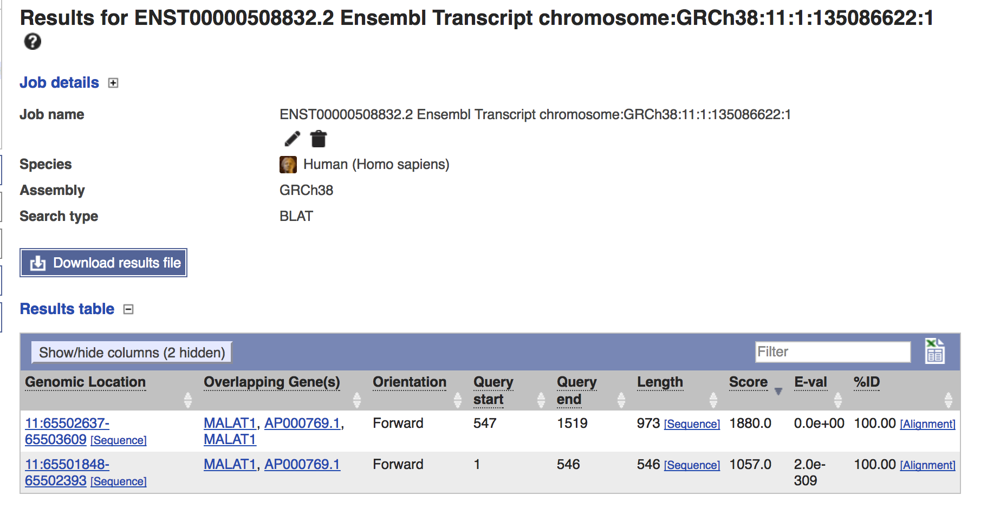 Results for ENST00000508832.2 Ensembl Transcript chromosome:GRCh38:11:1:135086622:1
?
Job details
Job name ENST00000508832.2 Ensembl Transcript chromosome:GRCh38:11:1:135086622:1
Species Human (Homo sapiens)
Assembly GRCh38
Search type BLAT
Download results file
Results table
Show/hide columns (2 hidden) Filter
Genomic Location Overlapping Gene(s) Orientation Query start Query end Length Score E-val %ID
11:65502637- MALAT1, AP000769.1, Forward 547 1519 973 [Sequence] 1880.0 0.0e+00 100.00 [Alignment]
65503609 [Sequence] MALAT1
11:65501848- MALAT1, AP000769.1 Forward 1 546 546 [Sequence] 1057.0 2.0e- 100.00 [Alignment]
65502393 [Sequence] 309